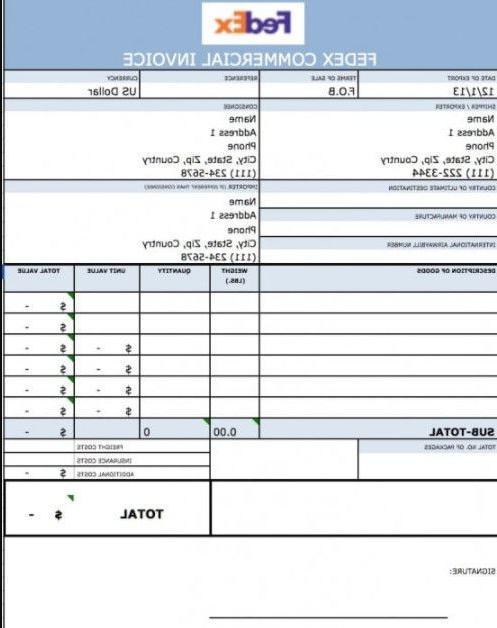 FedEx
FEDEX COMMERCIAL INVOICE
DATE OF EXPORT TERMS OF SALE REFERENCE CURRENCY
12/1/13 F.O.B. US Dollar
SHIPPER / EXPORTER
Name
Address 1
Phone
City, State, Zip, Country
(111) 222-3344
CONSIGNEE
Name
Address 1
Phone
City, State, Zip, Country
(111) 234-5678
COUNTRY OF ULTIMATE DESTINATION
COUNTRY OF MANUFACTURE
INTERNATIONAL AIRWAYBILL NUMBER
IMPORTER (IF DIFFERENT THAN CONSIGNEE)
Name
Address 1
Phone
City, State, Zip, Country
(111) 234-5678
DESCRIPTION OF GOODS WEIGHT (LBS.) QUANTITY UNIT VALUE TOTAL VALUE
$ -
$ -
$ - $ -
$ - $ -
$ - $ -
$ - $ -
SUB-TOTAL 0.00 0 $ -
TOTAL NO. OF PACKAGES
FREIGHT COSTS
INSURANCE COSTS
ADDITIONAL COSTS $ -
TOTAL $ -
SIGNATURE: